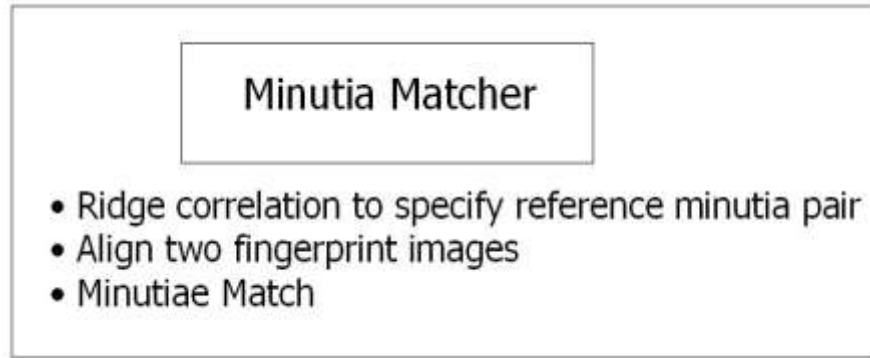 Minutia Matcher
• Ridge correlation to specify reference minutia pair
• Align two fingerprint images
• Minutiae Match